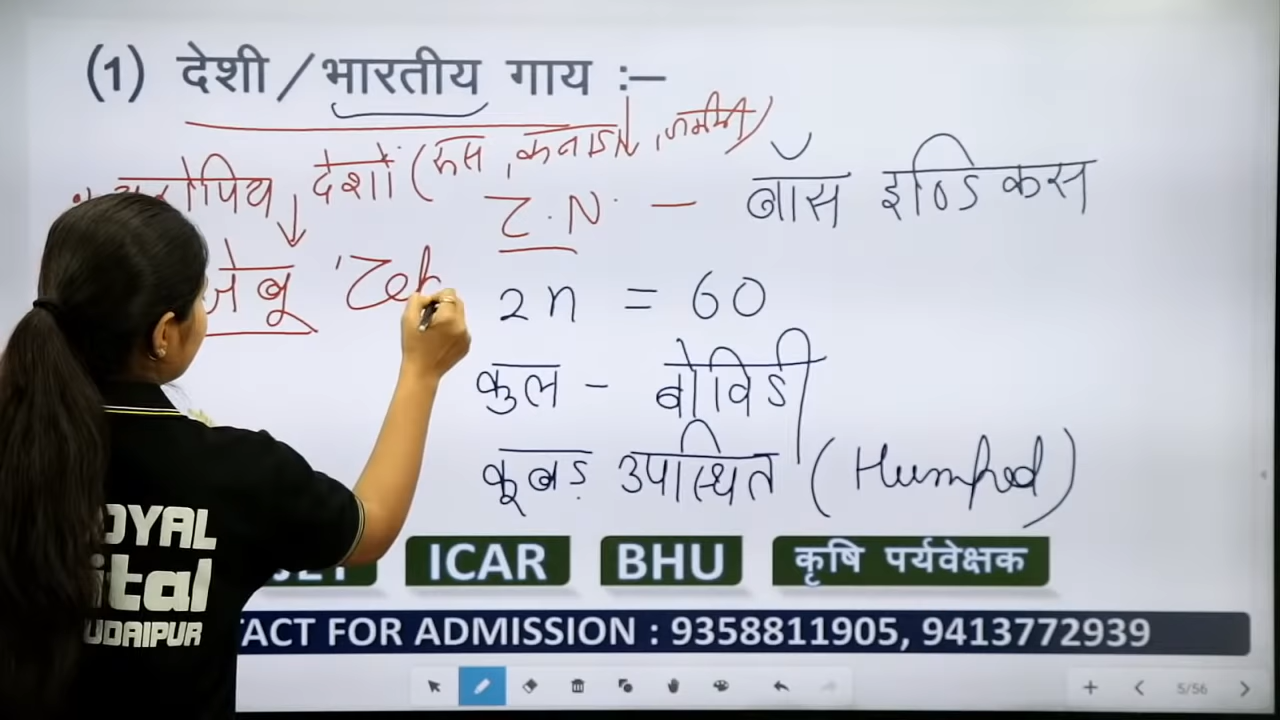 (1) देशी / भारतीय गाय :–
देशों (रूस, कनाडा, जर्मनी)
Z.N. – बॉस इण्डिकस
जेबू 'Zeb
2n = 60
कुल – बोविडी
कूबड़ उपस्थित (Humped)
ICAR BHU कृषि पर्यवेक्षक
TACT FOR ADMISSION : 9358811905, 9413772939
OYAL
ital
UDAIPUR
5/56